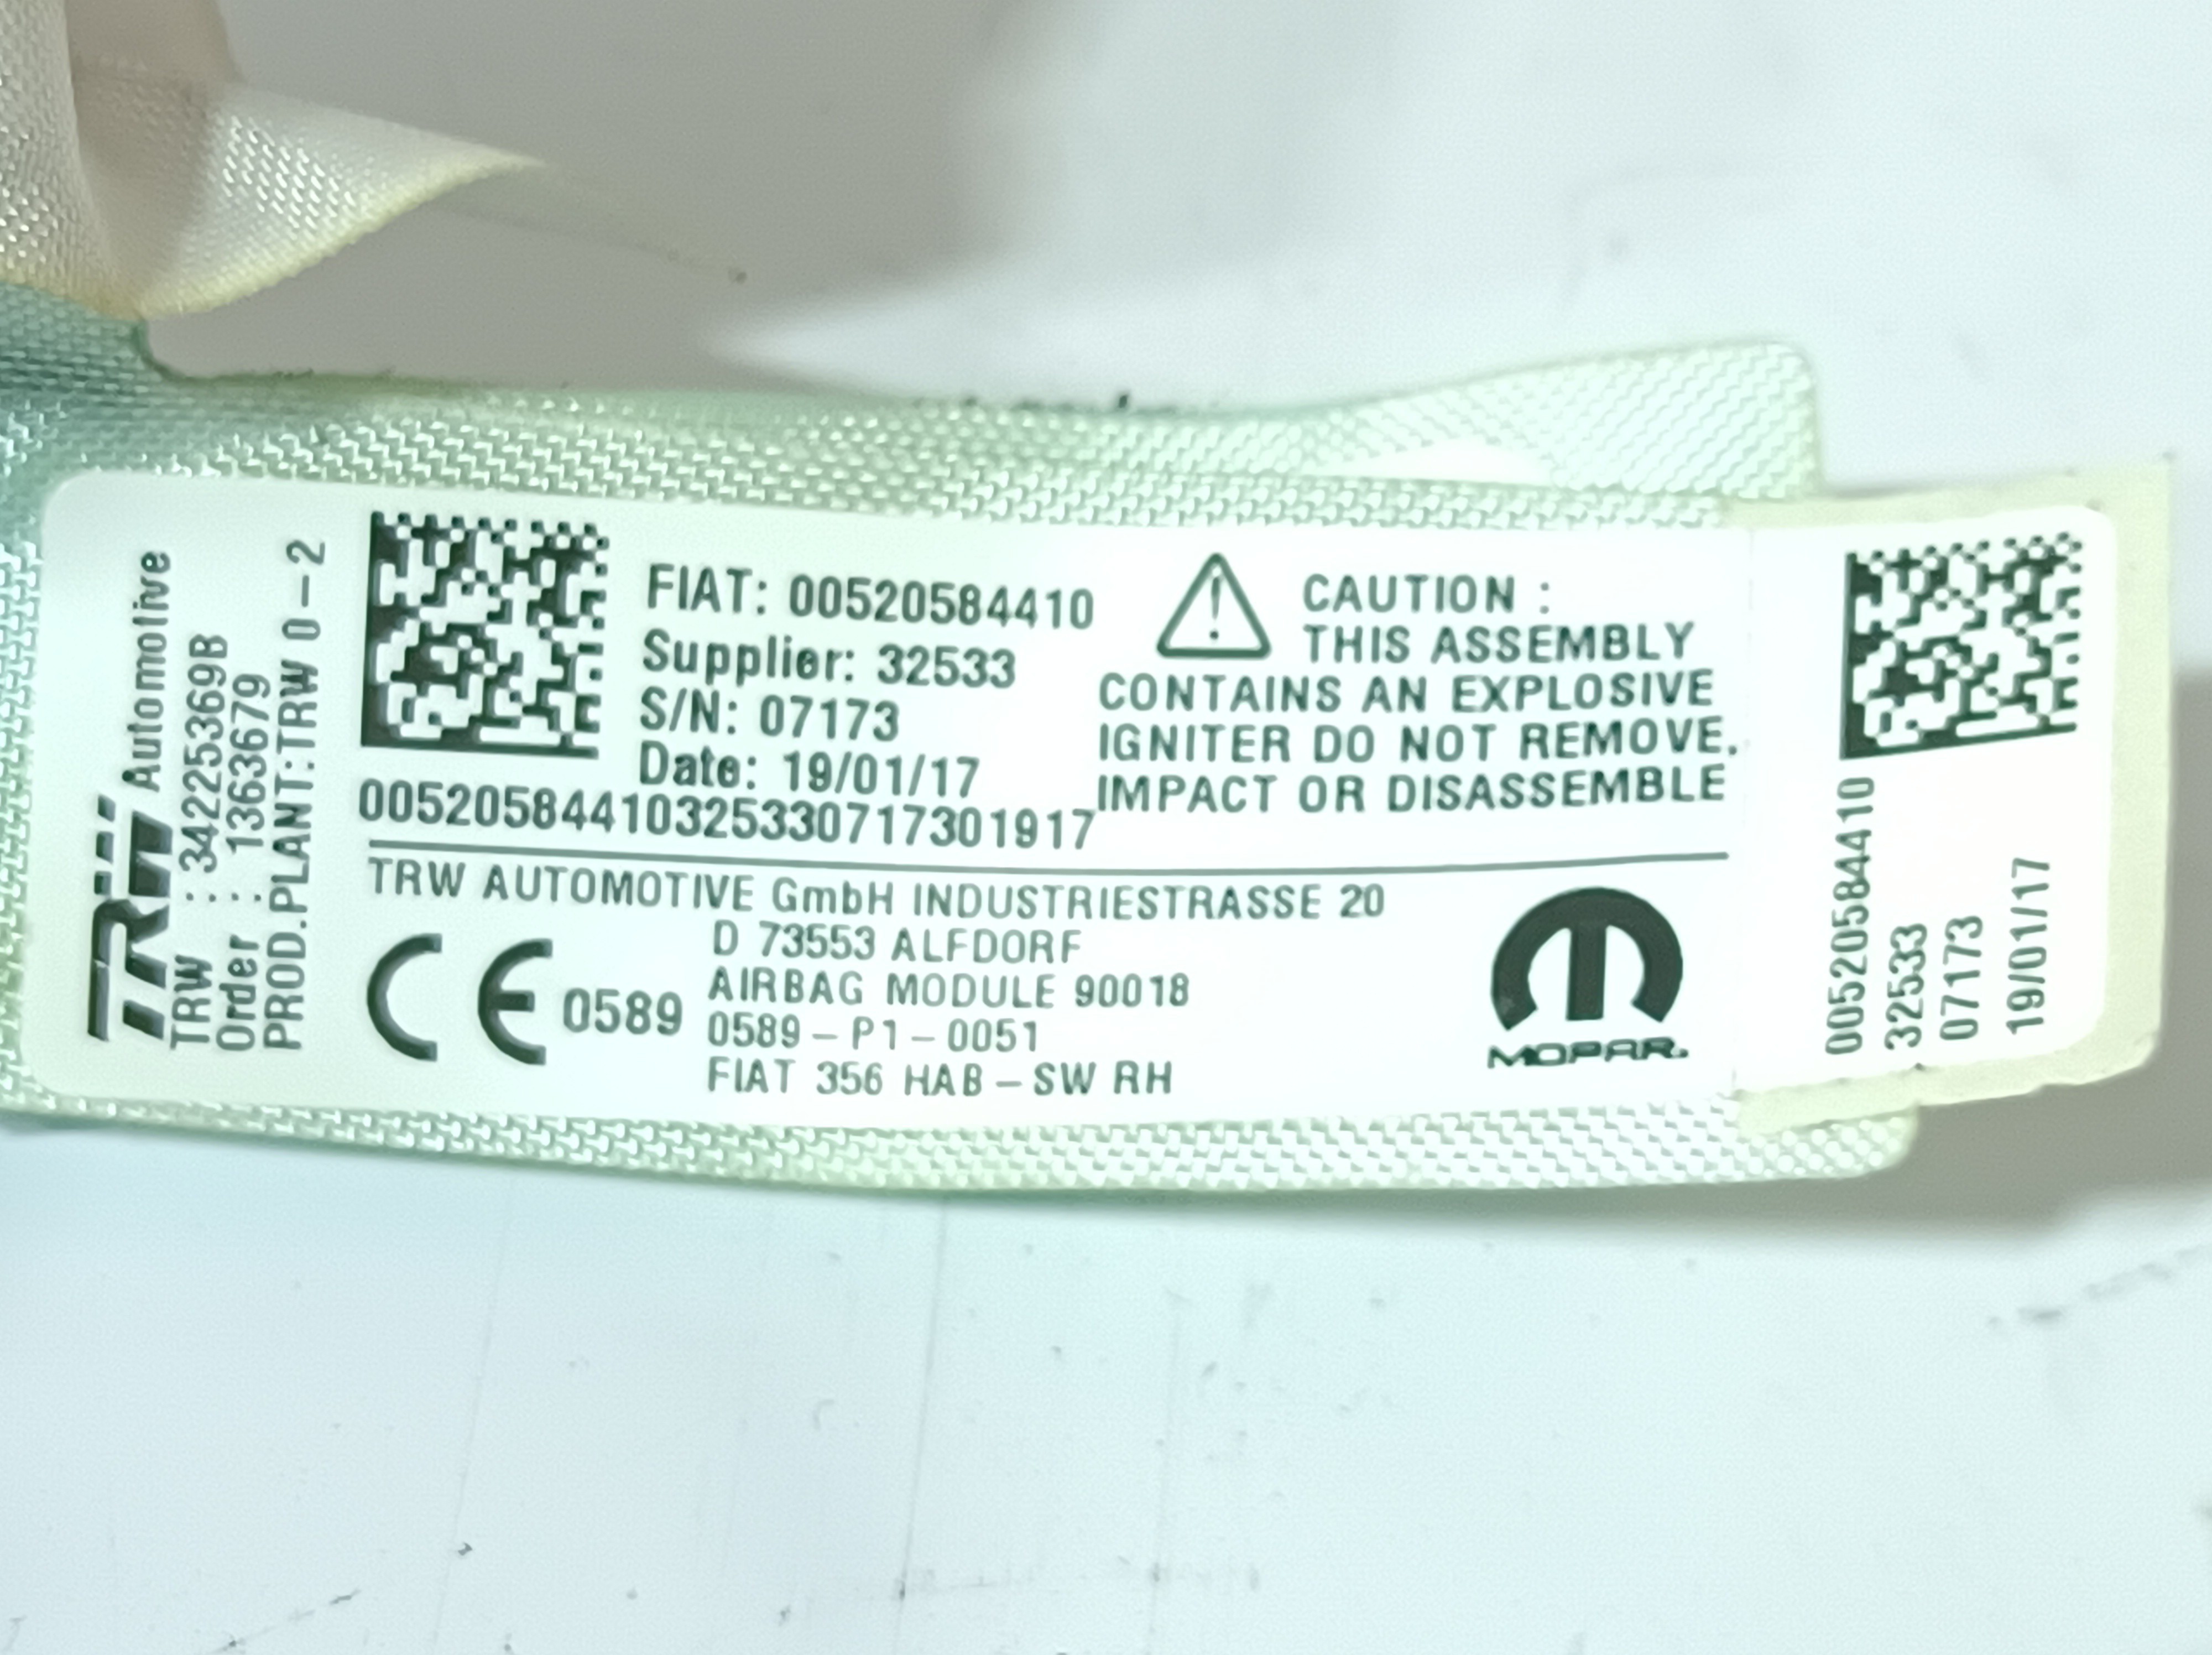 TRW Automotive
TRW : 34225369B
Order : 1363679
PROD.PLANT:TRW 0-2
FIAT: 00520584410
Supplier: 32533
S/N: 07173
Date: 19/01/17
00520584410325330717301917
CAUTION :
THIS ASSEMBLY
CONTAINS AN EXPLOSIVE
IGNITER DO NOT REMOVE.
IMPACT OR DISASSEMBLE
TRW AUTOMOTIVE GmbH INDUSTRIESTRASSE 20
D 73553 ALFDORF
AIRBAG MODULE 90018
0589-P1-0051
FIAT 356 HAB-SW RH
CE 0589
MOPAR.
00520584410
32533
07173
19/01/17